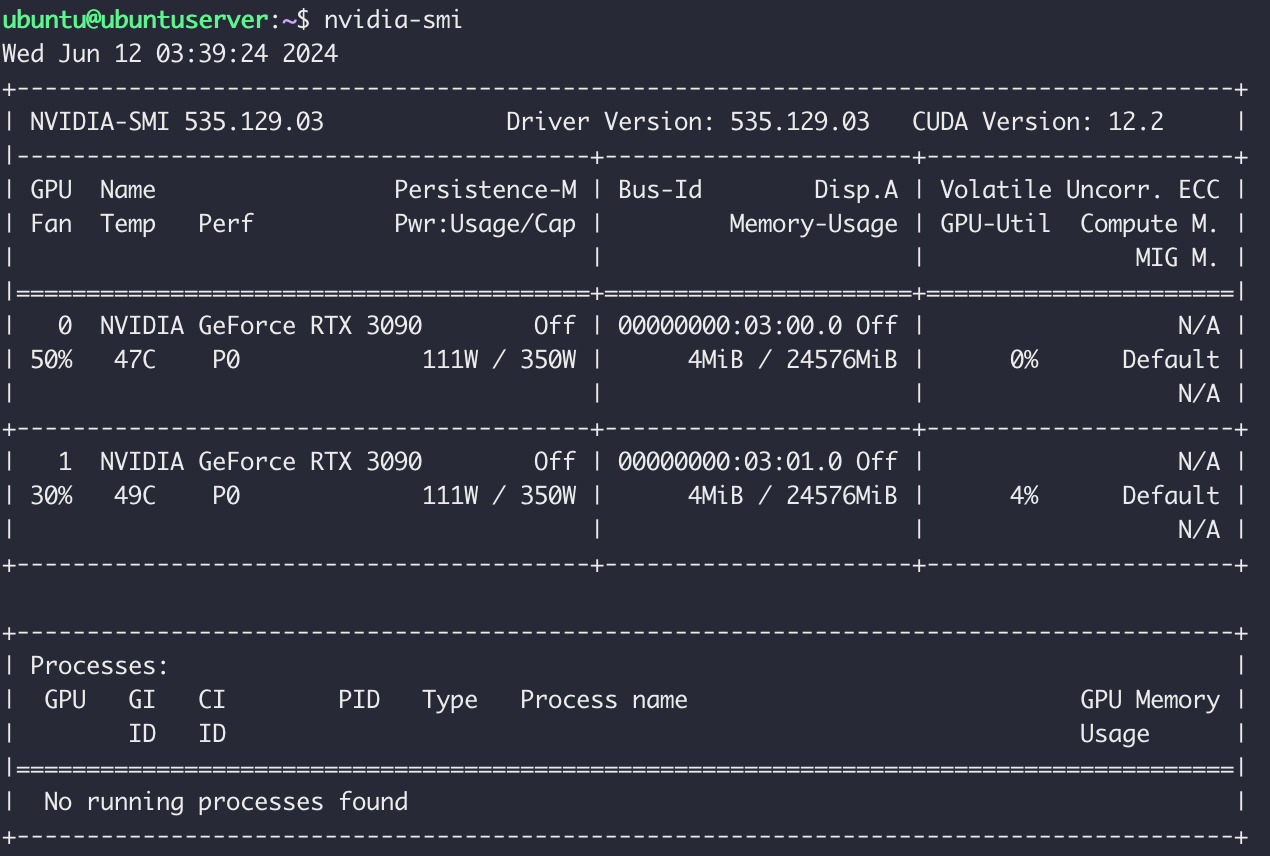 ubuntu@ubuntuserver:~$ nvidia-smi
Wed Jun 12 03:39:24 2024
+---------------------------------------------------------------------------------------+
| NVIDIA-SMI 535.129.03             Driver Version: 535.129.03   CUDA Version: 12.2     |
|-----------------------------------------+----------------------+----------------------+
| GPU  Name                 Persistence-M | Bus-Id        Disp.A | Volatile Uncorr. ECC |
| Fan  Temp   Perf          Pwr:Usage/Cap |         Memory-Usage | GPU-Util  Compute M. |
|                                         |                      |               MIG M. |
|=========================================+======================+======================|
|   0  NVIDIA GeForce RTX 3090        Off | 00000000:03:00.0 Off |                  N/A |
| 50%   47C    P0             111W / 350W |      4MiB / 24576MiB |      0%      Default |
|                                         |                      |                  N/A |
+-----------------------------------------+----------------------+----------------------+
|   1  NVIDIA GeForce RTX 3090        Off | 00000000:03:01.0 Off |                  N/A |
| 30%   49C    P0             111W / 350W |      4MiB / 24576MiB |      4%      Default |
|                                         |                      |                  N/A |
+-----------------------------------------+----------------------+----------------------+

+---------------------------------------------------------------------------------------+
| Processes:                                                                            |
|  GPU   GI   CI        PID   Type   Process name                            GPU Memory |
|        ID   ID                                                             Usage      |
|=======================================================================================|
|  No running processes found                                                           |
+---------------------------------------------------------------------------------------+